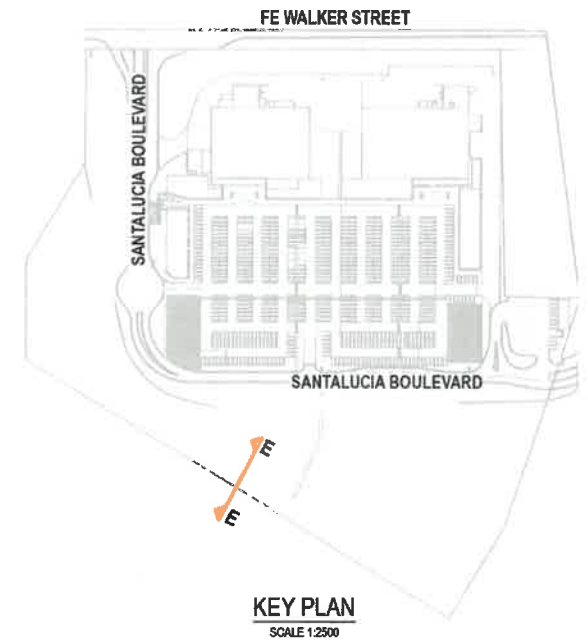 FE WALKER STREET
SANTALUCIA BOULEVARD
SANTALUCIA BOULEVARD
E
E
KEY PLAN
SCALE 1:2500